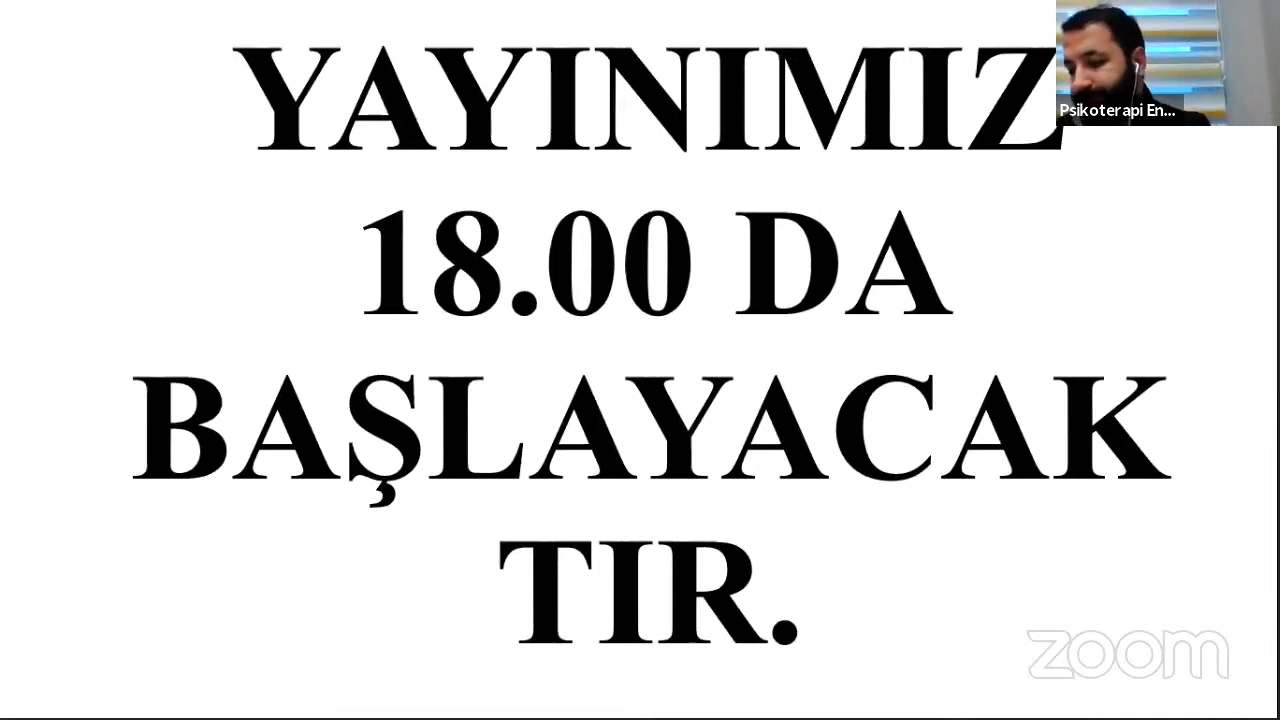 YAYINIMIZ
18.00 DA
BAŞLAYACAK
TIR.
Psikoterapi En...
zoom